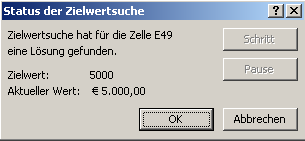 Status der Zielwertsuche
Zielwertsuche hat für die Zelle E49
eine Lösung gefunden.
Schritt
Pause
Zielwert: 5000
Aktueller Wert: € 5.000,00
OK
Abbrechen